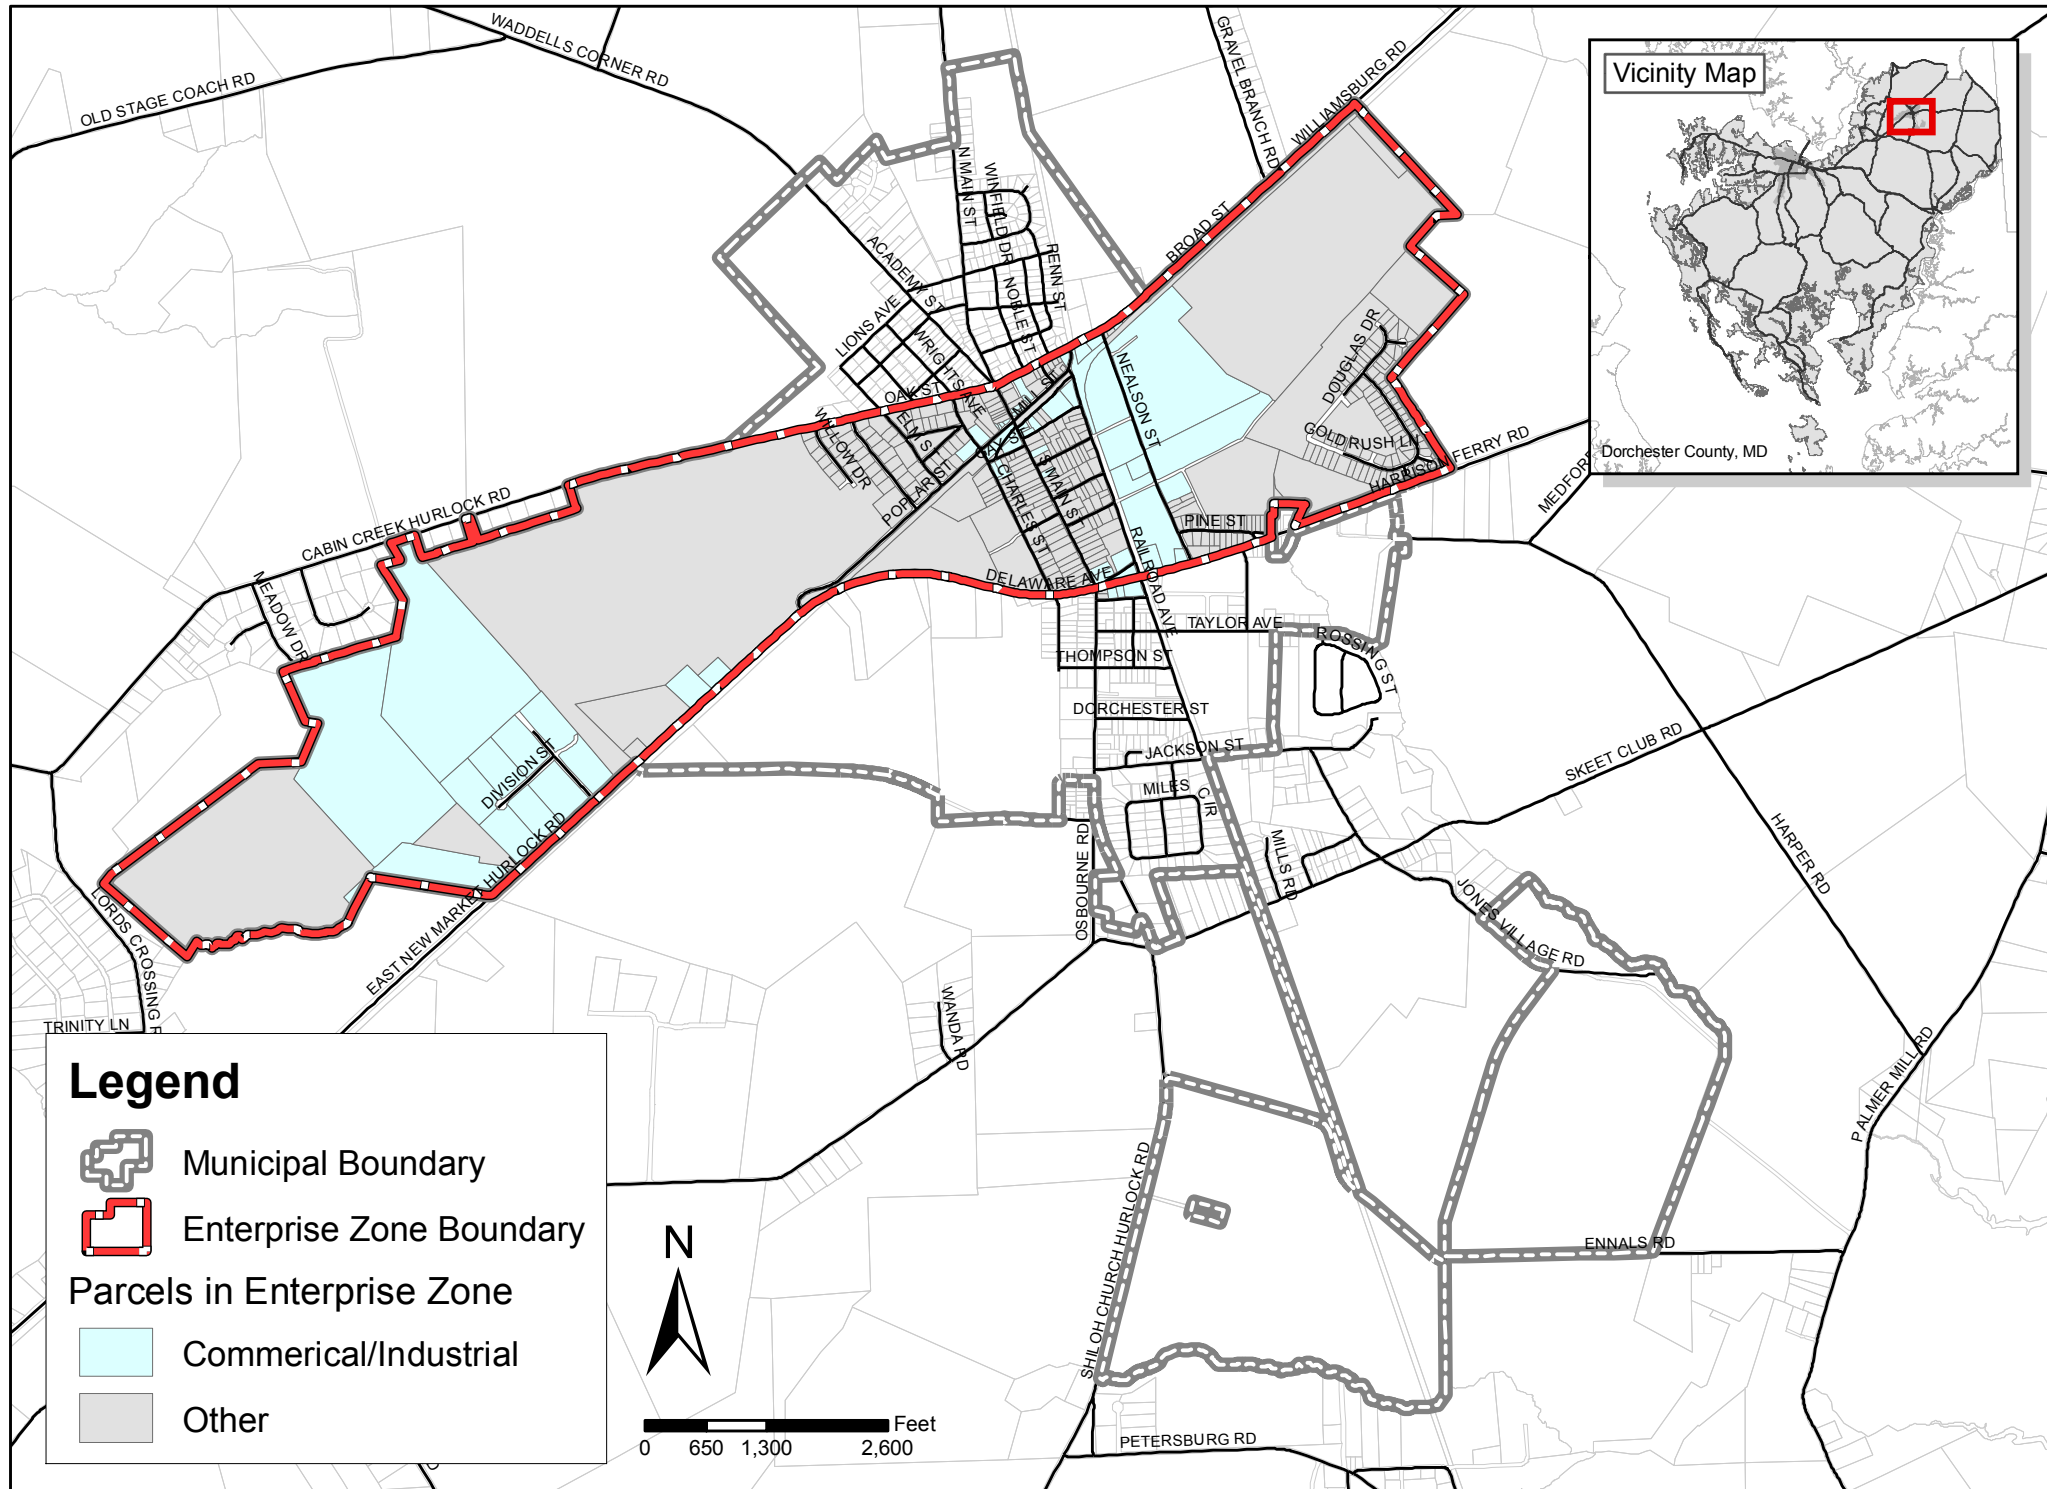 WADDELLS CORNER RD
OLD STAGE COACH RD
GRAVEL BRANCH RD
WILLIAMSBURG RD
Vicinity Map
Dorchester County, MD
N MAIN ST
WINFIELD DR
PENN ST
BROAD ST
ACADEMY ST
NOBLE ST
LIONS AVE
WRIGHTS AVE
OAK ST
MILL ST
NEALSON ST
DOUGLAS DR
GOLDRUSH LN
HARRISON FERRY RD
MEDFOR
WILLOW DR
ELM ST
POPLAR ST
CHARLES ST
S MAIN ST
PINE ST
RAILROAD AVE
DELAWARE AVE
CABIN CREEK HURLOCK RD
MEADOW DR
TAYLOR AVE
ROSSING ST
THOMPSON ST
DORCHESTER ST
JACKSON ST
MILES CIR
SKEET CLUB RD
DIVISION ST
EAST NEW MARKET HURLOCK RD
OSBOURNE RD
MILLS RD
HARPER RD
JONES VILLAGE RD
LORDS CROSSING R
TRINITY LN
WANDA RD
PALMER MILL RD
SHILOH CHURCH HURLOCK RD
ENNALS RD
PETERSBURG RD
Legend
Municipal Boundary
Enterprise Zone Boundary
Parcels in Enterprise Zone
Commerical/Industrial
Other
N
Feet
0 650 1,300 2,600